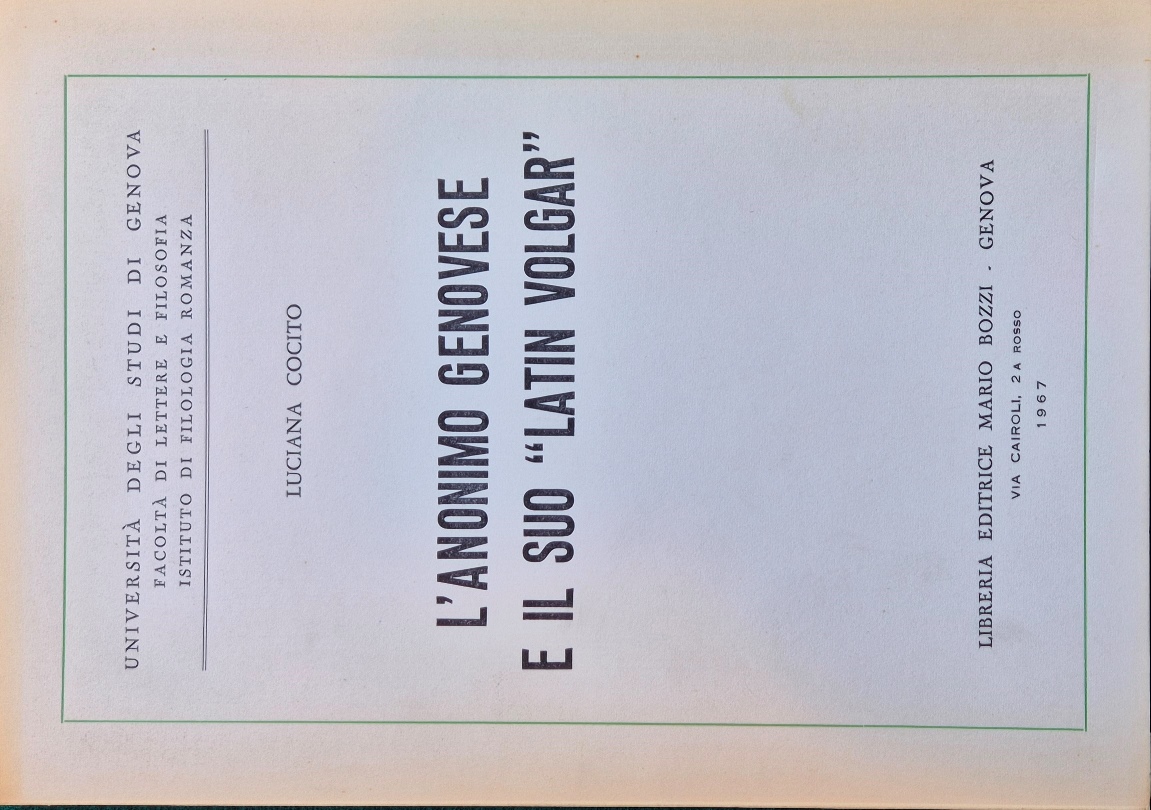 UNIVERSITÀ DEGLI STUDI DI GENOVA
FACOLTÀ DI LETTERE E FILOSOFIA
ISTITUTO DI FILOLOGIA ROMANZA
LUCIANA COCITO
L'ANONIMO GENOVESE
E IL SUO “LATIN VOLGAR”
LIBRERIA EDITRICE MARIO BOZZI - GENOVA
VIA CAIROLI, 2 A ROSSO
1967